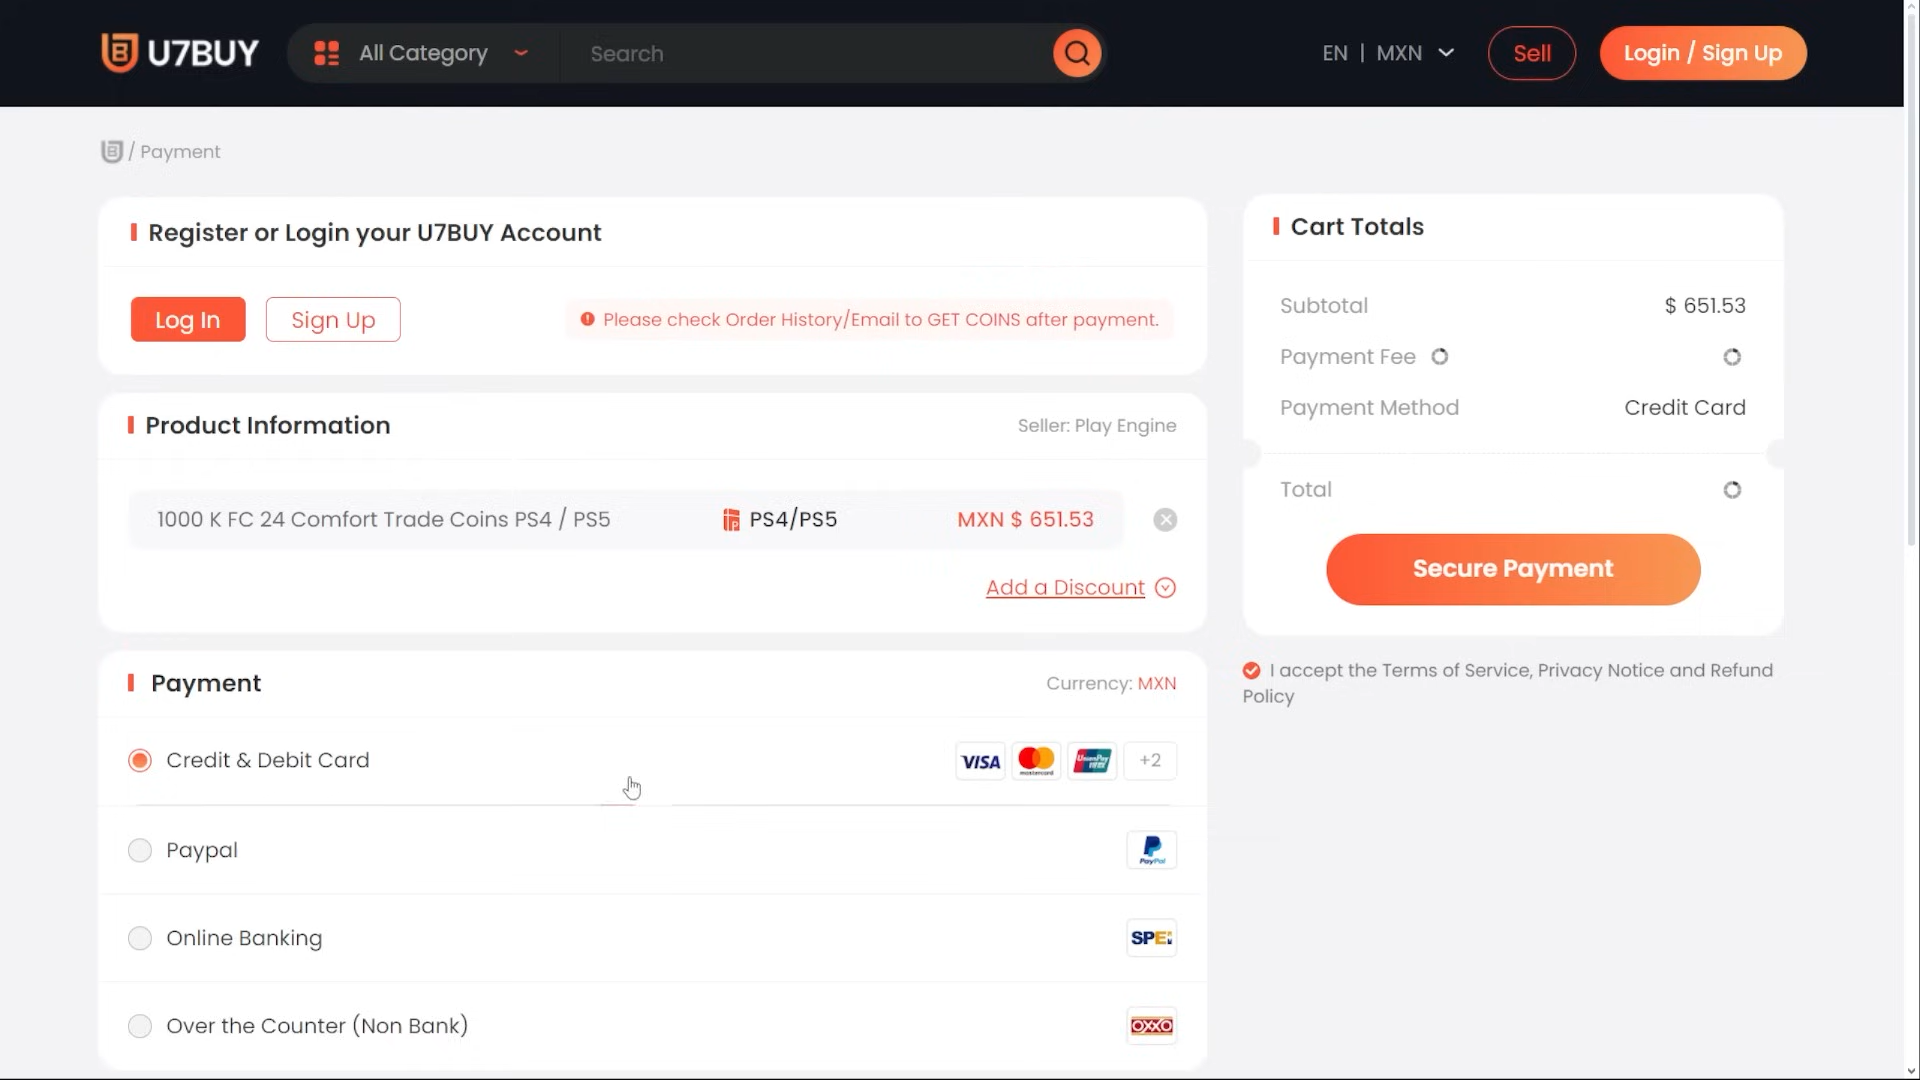 U7BUY
All Category
Search
EN | MXN
Sell
Login / Sign Up
/ Payment
Register or Login your U7BUY Account
Log In
Sign Up
Please check Order History/Email to GET COINS after payment.
Product Information
Seller: Play Engine
1000 K FC 24 Comfort Trade Coins PS4 / PS5
PS4/PS5
MXN $ 651.53
Add a Discount
Payment
Currency: MXN
Credit & Debit Card
VISA
mastercard
UnionPay
+2
Paypal
PayPal
Online Banking
SPEI
Over the Counter (Non Bank)
OXXO
Cart Totals
Subtotal
$ 651.53
Payment Fee
Payment Method
Credit Card
Total
Secure Payment
I accept the Terms of Service, Privacy Notice and Refund
Policy